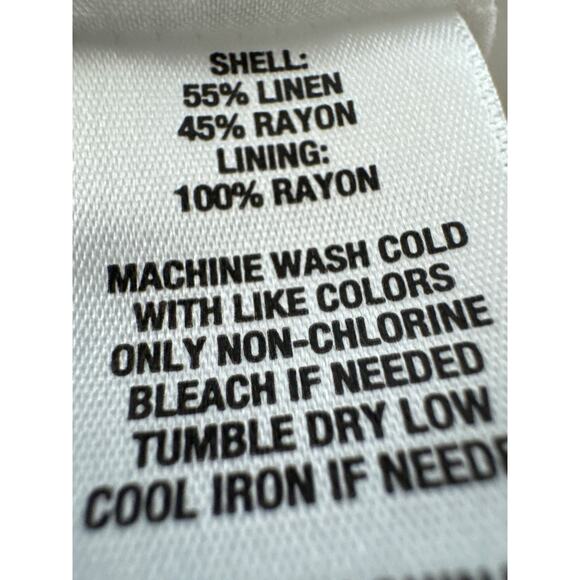 SHELL:
55% LINEN
45% RAYON
LINING:
100% RAYON
MACHINE WASH COLD
WITH LIKE COLORS
ONLY NON-CHLORINE
BLEACH IF NEEDED
TUMBLE DRY LOW
COOL IRON IF NEEDE